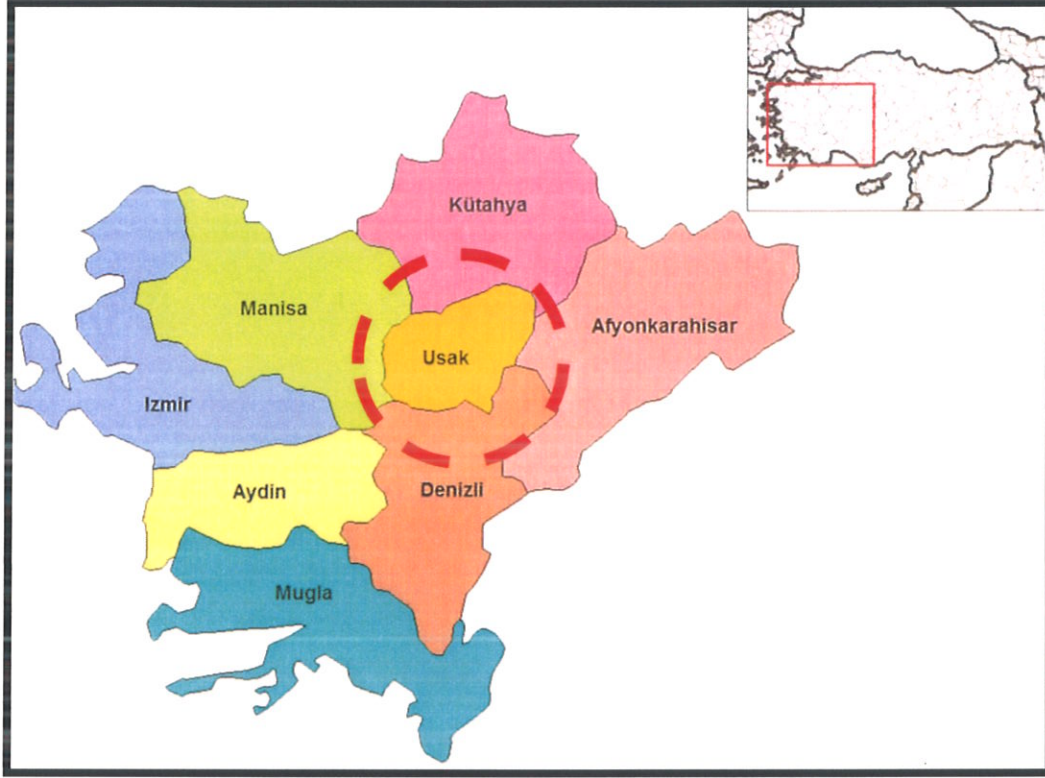 Kütahya
Manisa
Afyonkarahisar
Usak
Izmir
Aydin
Denizli
Mugla